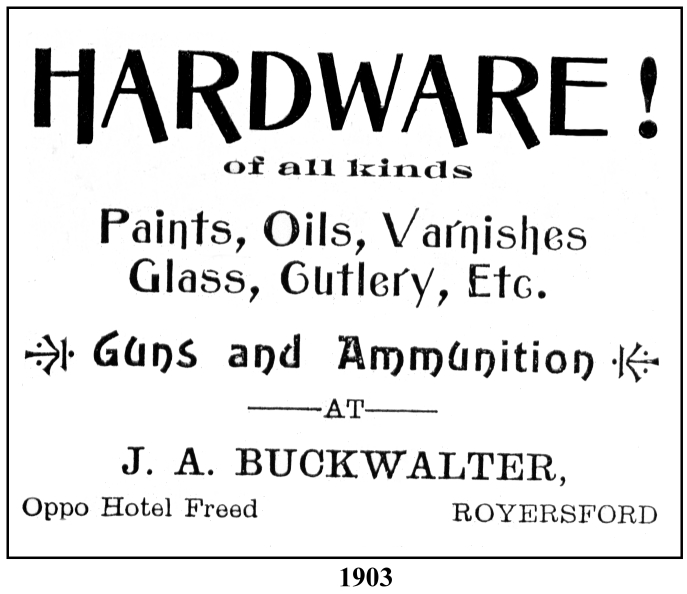 HARDWARE!
of all kinds
Paints, Oils, Varnishes
Glass, Cutlery, Etc.
Guns and Ammunition
AT
J. A. BUCKWALTER,
Oppo Hotel Freed ROYERSFORD
1903